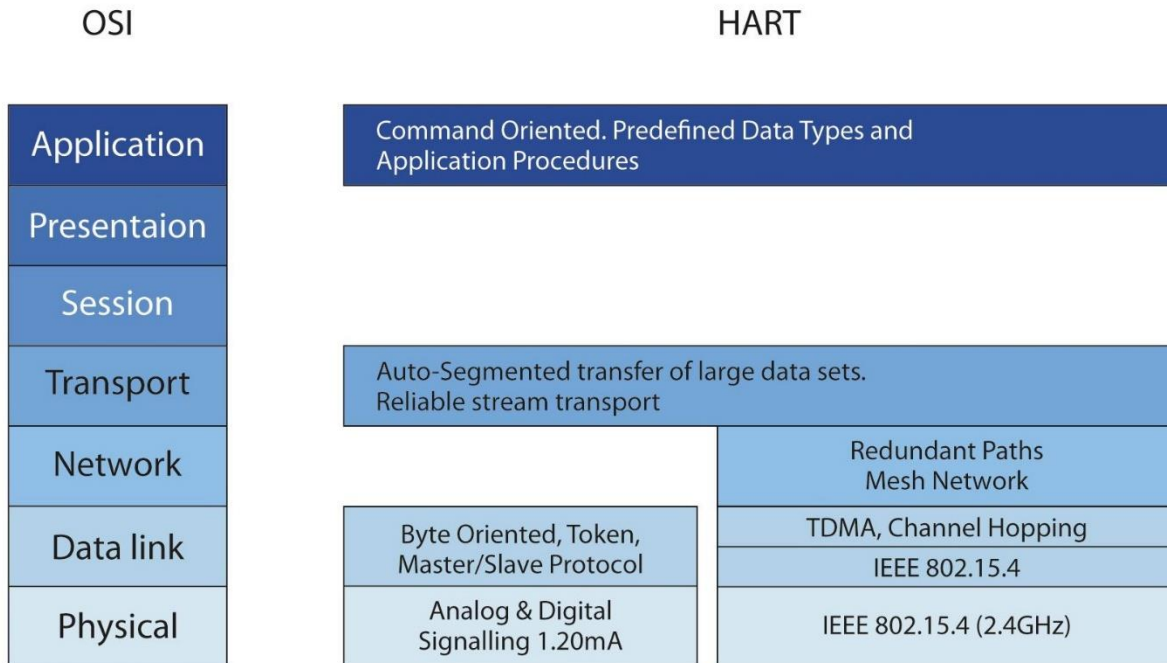 OSI
HART
Application
Command Oriented. Predefined Data Types and
Application Procedures
Presentaion
Session
Transport
Auto-Segmented transfer of large data sets.
Reliable stream transport
Network
Redundant Paths
Mesh Network
Data link
Byte Oriented, Token,
Master/Slave Protocol
TDMA, Channel Hopping
IEEE 802.15.4
Physical
Analog & Digital
Signalling 1.20mA
IEEE 802.15.4 (2.4GHz)